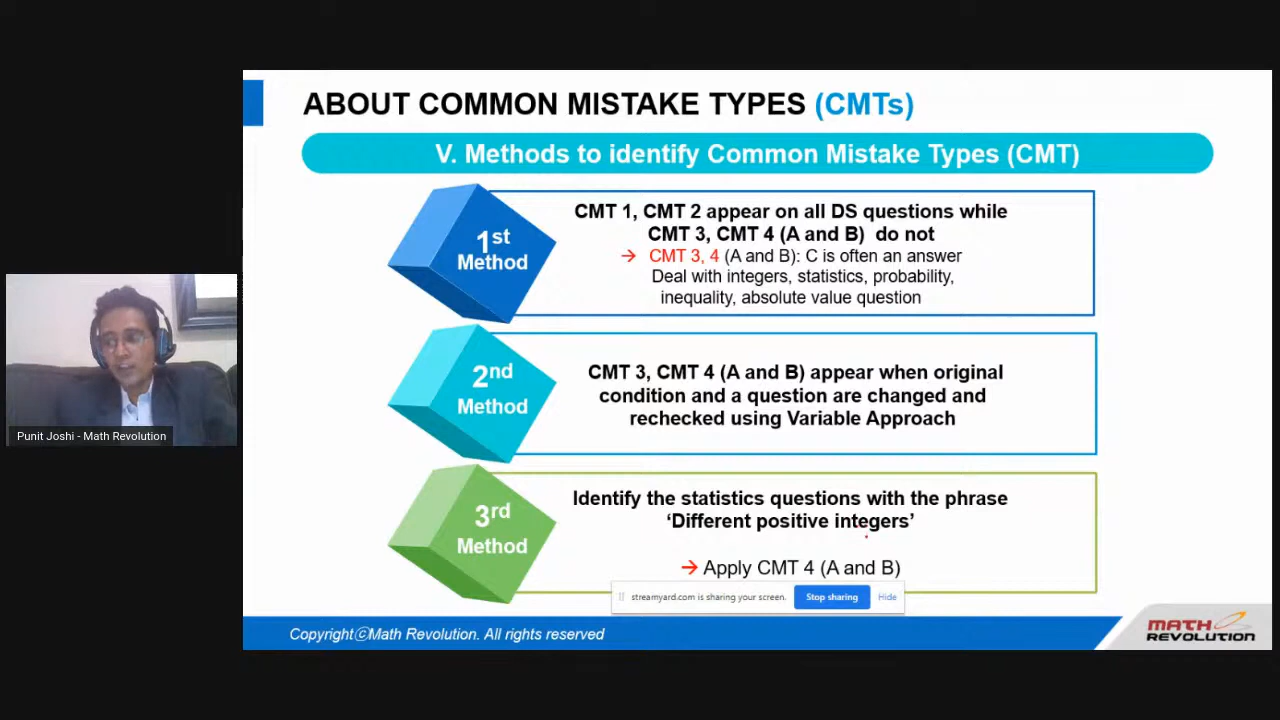 ABOUT COMMON MISTAKE TYPES (CMTs)
V. Methods to identify Common Mistake Types (CMT)
1st
Method
CMT 1, CMT 2 appear on all DS questions while
CMT 3, CMT 4 (A and B) do not
→ CMT 3, 4 (A and B): C is often an answer
Deal with integers, statistics, probability,
inequality, absolute value question
2nd
Method
CMT 3, CMT 4 (A and B) appear when original
condition and a question are changed and
rechecked using Variable Approach
3rd
Method
Identify the statistics questions with the phrase
‘Different positive integers’
→ Apply CMT 4 (A and B)
streamyard.com is sharing your screen. Stop sharing Hide
CopyrightⓒMath Revolution. All rights reserved
MATH
REVOLUTION
Punit Joshi - Math Revolution